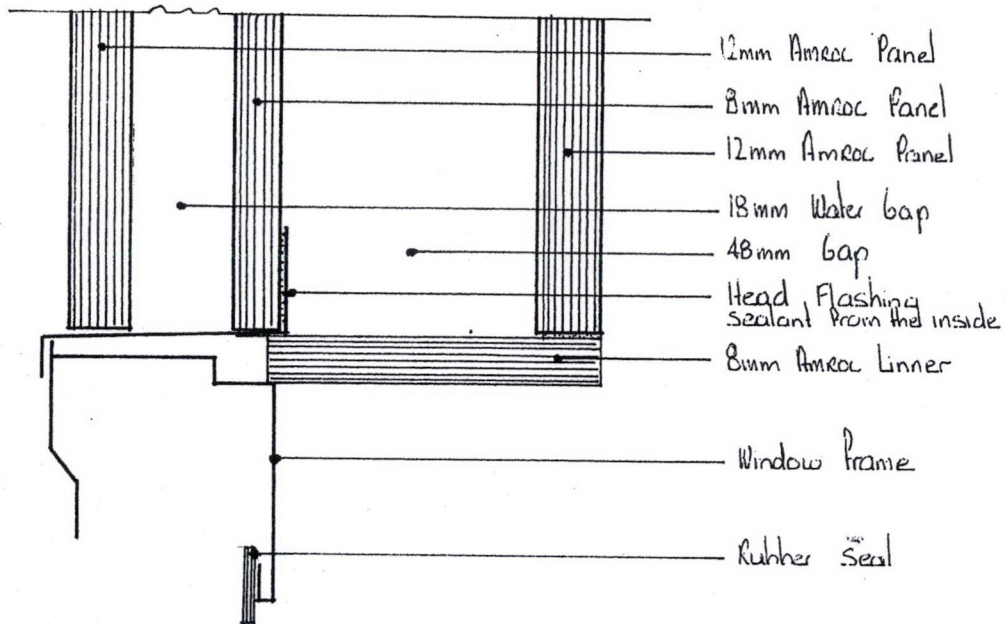 12mm Amroc Panel
8mm Amroc Panel
12mm Amroc Panel
18mm Water Gap
48mm Gap
Head Flashing
Sealant from the inside
8mm Amroc Linner
Window Frame
Rubber Seal